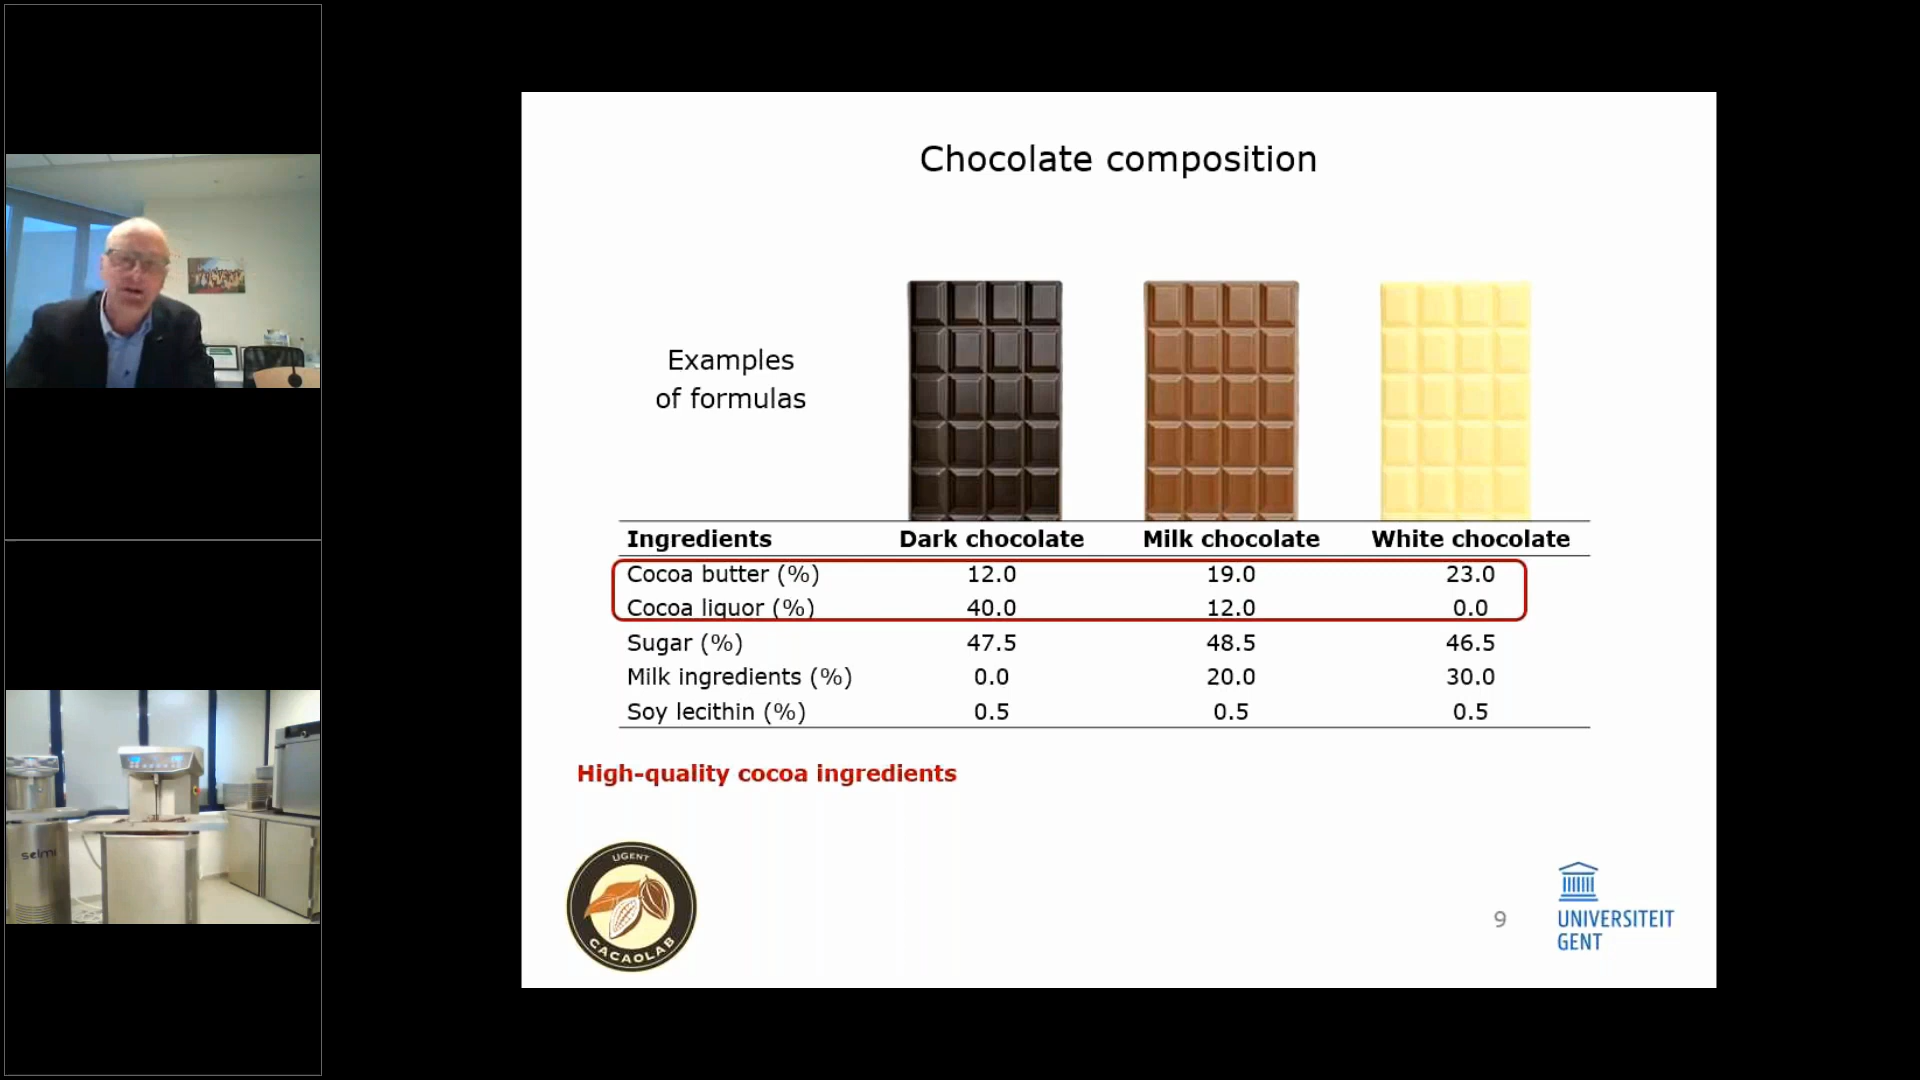 Chocolate composition
Examples
of formulas
Ingredients Dark chocolate Milk chocolate White chocolate
Cocoa butter (%) 12.0 19.0 23.0
Cocoa liquor (%) 40.0 12.0 0.0
Sugar (%) 47.5 48.5 46.5
Milk ingredients (%) 0.0 20.0 30.0
Soy lecithin (%) 0.5 0.5 0.5
High-quality cocoa ingredients
UGENT
CACAOLAB
9
UNIVERSITEIT
GENT
selmi